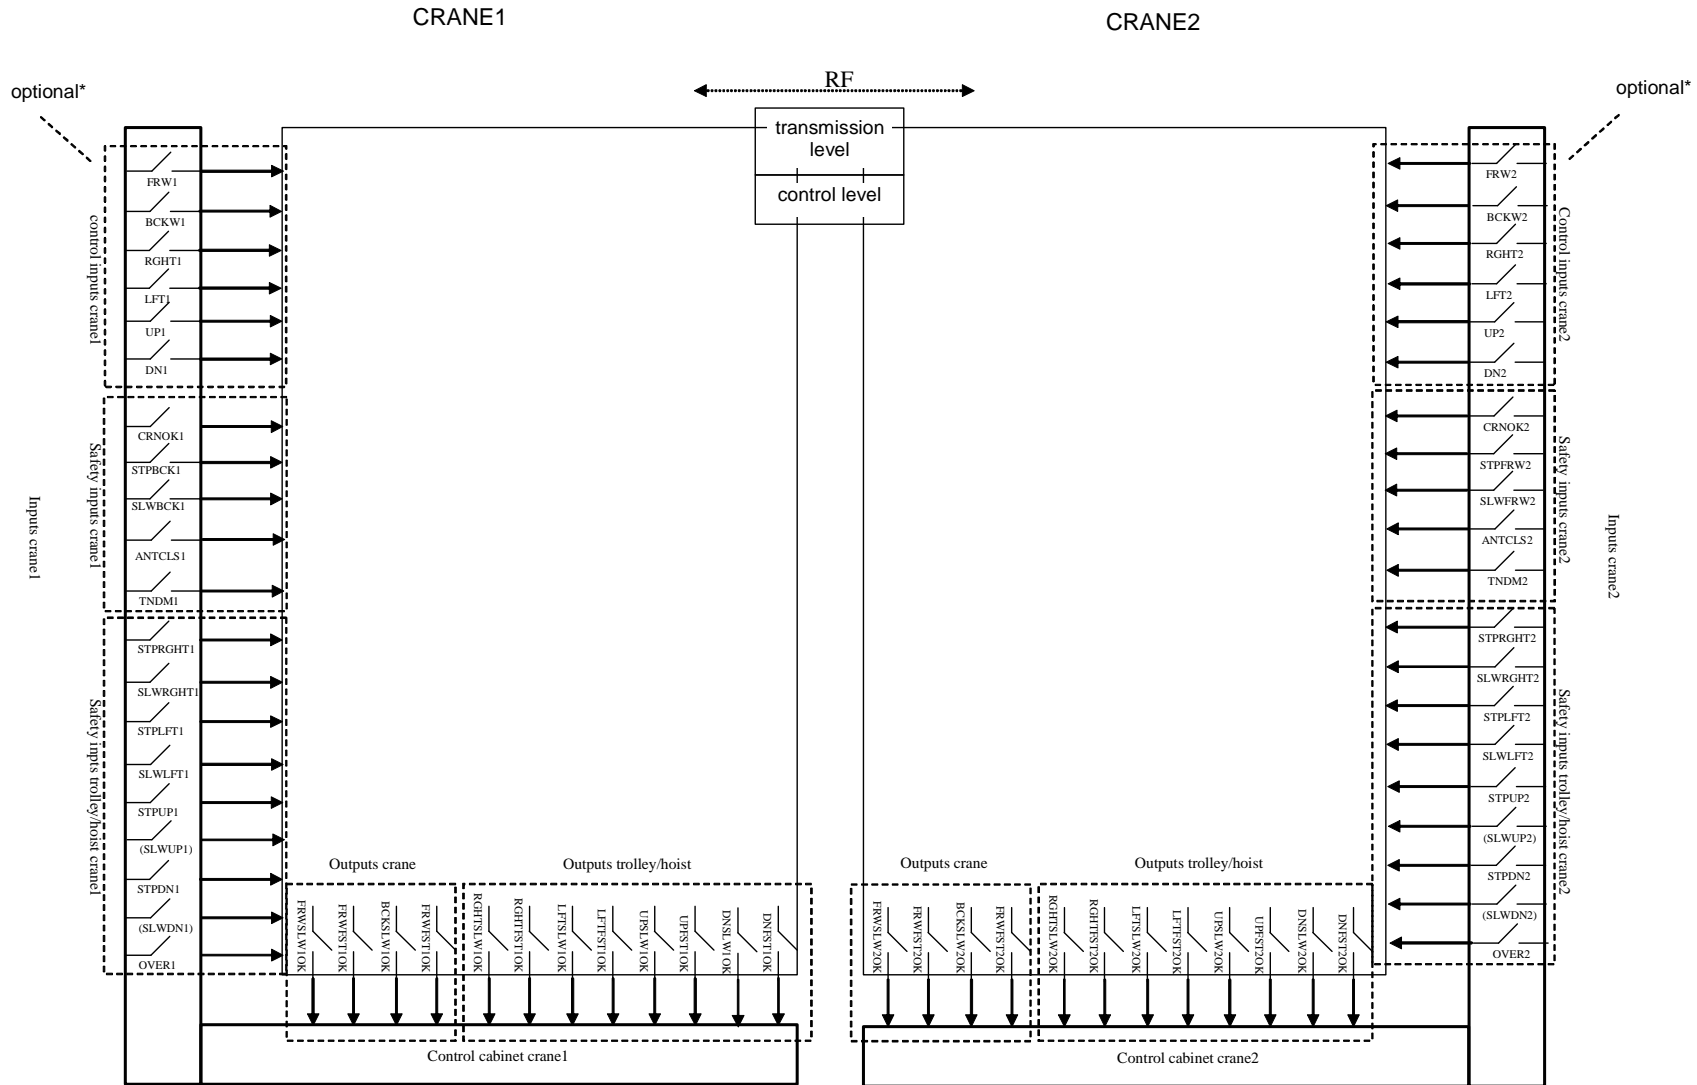 CRANE1
CRANE2
RF
optional*
optional*
transmission
level
control level
FRW1
BCKW1
RGHT1
LFT1
UP1
DN1
control inputs crane1
CRNOK1
STPBCK1
SLWBCK1
ANTCLS1
TNDM1
Safety inputs crane1
Inputs crane1
STPRGHT1
SLWRGHT1
STPLFT1
SLWLFT1
STPUP1
(SLWUP1)
STPDN1
(SLWDN1)
OVER1
Safety inpts trolley/hoist crane1
Outputs crane
Outputs trolley/hoist
FRWSLW1OK
FRWFST1OK
BCKSLW1OK
FRWFST1OK
RGHTSLW1OK
RGHTFST1OK
LFTSLW1OK
LFTFST1OK
UPSLW1OK
UPFST1OK
DNSLW1OK
DNFST1OK
Control cabinet crane1
Outputs crane
Outputs trolley/hoist
FRWSLW2OK
FRWFST2OK
BCKSLW2OK
FRWFST2OK
RGHTSLW2OK
RGHTFST2OK
LFTSLW2OK
LFTFST2OK
UPSLW2OK
UPFST2OK
DNSLW2OK
DNFST2OK
Control cabinet crane2
FRW2
BCKW2
RGHT2
LFT2
UP2
DN2
Control inputs crane2
CRNOK2
STPFRW2
SLWFRW2
ANTCLS2
TNDM2
Safety inputs crane2
Inputs crane2
STPRGHT2
SLWRGHT2
STPLFT2
SLWLFT2
STPUP2
(SLWUP2)
STPDN2
(SLWDN2)
OVER2
Safety inputs trolley/hoist crane2